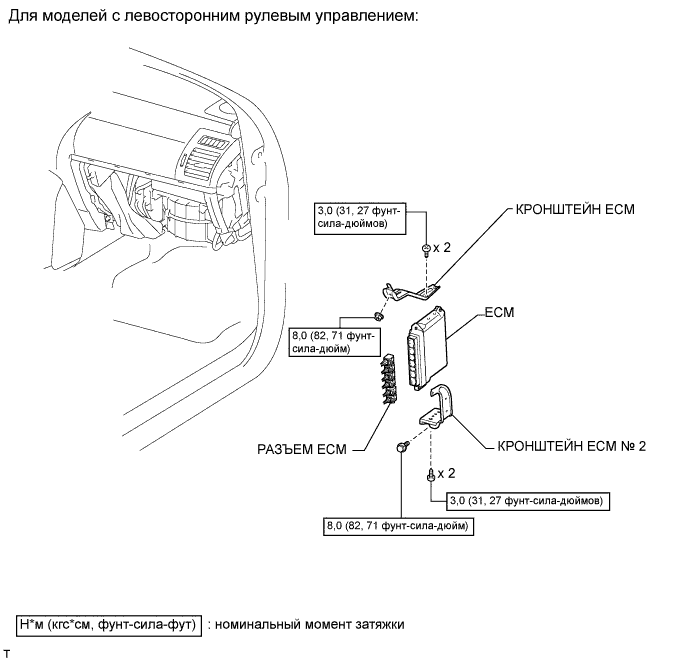 Для моделей с левосторонним рулевым управлением:
3,0 (31, 27 фунт-
сила-дюймов)
КРОНШТЕЙН ECM
x 2
ECM
8,0 (82, 71 фунт-
сила-дюйм)
РАЗЪЕМ ECM
КРОНШТЕЙН ECM № 2
x 2
3,0 (31, 27 фунт-сила-дюймов)
8,0 (82, 71 фунт-сила-дюйм)
Н*м (кгс*см, фунт-сила-фут) : номинальный момент затяжки
T